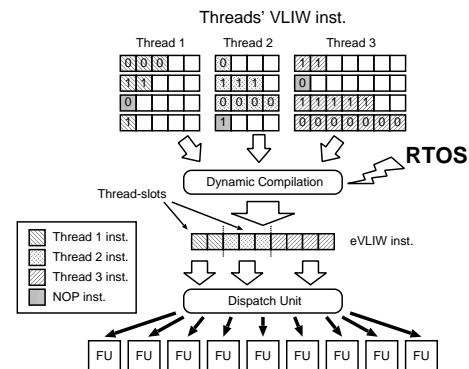 Threads' VLIW inst.
Thread 1 Thread 2 Thread 3
0 0 0 0 1 1
1 1 1 1 1 0
0 0 0 0 0 1 1 1 1 1
1 1 0 0 0 0 0 0 0
RTOS
Dynamic Compilation
Thread-slots
eVLIW inst.
Thread 1 inst.
Thread 2 inst.
Thread 3 inst.
NOP inst.
Dispatch Unit
FU FU FU FU FU FU FU FU FU